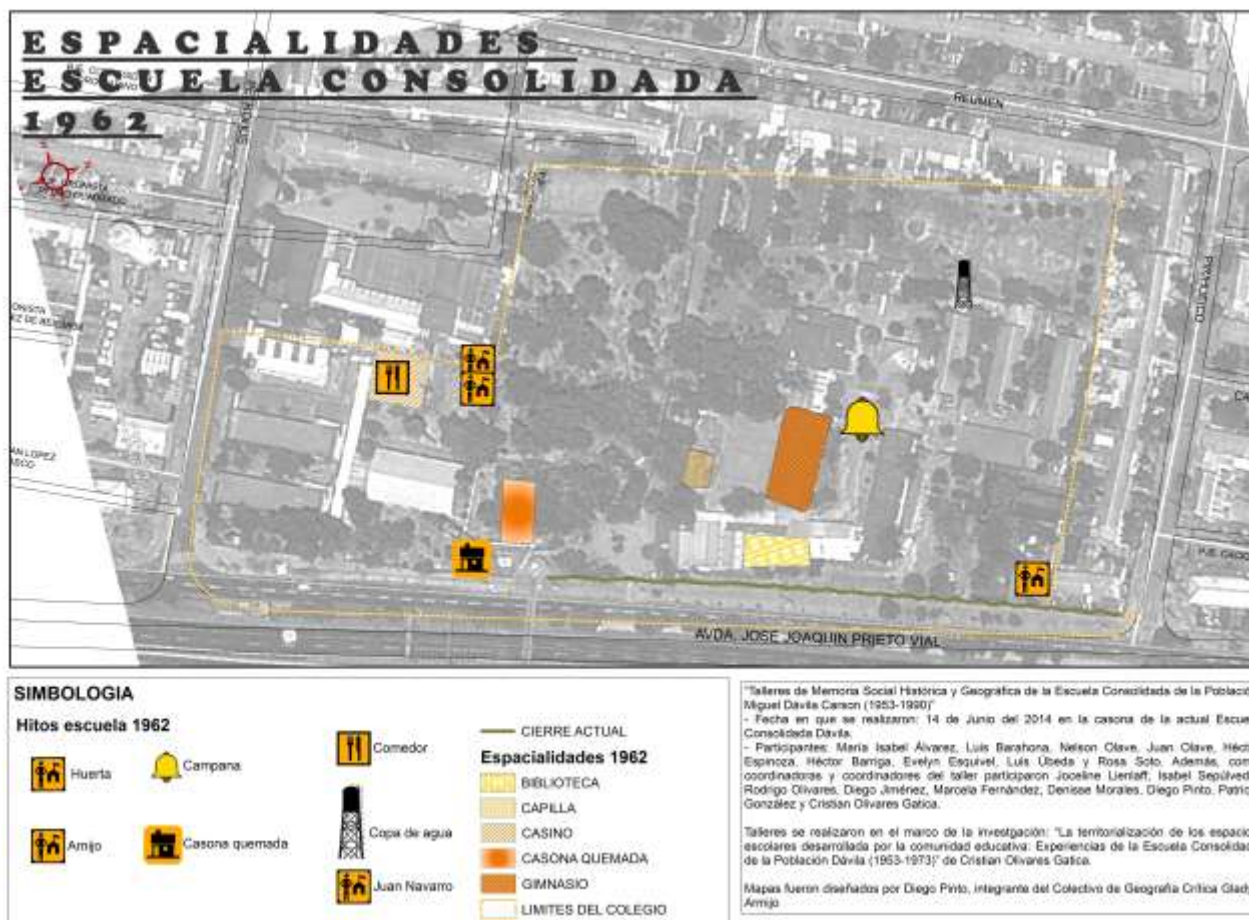 ESPACIALIDADES
ESCUELA CONSOLIDADA
1962
REUMEN
PANGUILCO
AVDA. JOSE JOAQUIN PRIETO VIAL
SIMBOLOGIA
Hitos escuela 1962
Huerta
Campana
Comedor
Amijo
Casona quemada
Copa de agua
Juan Navarro
CIERRE ACTUAL
Espacialidades 1962
BIBLIOTECA
CAPILLA
CASINO
CASONA QUEMADA
GIMNASIO
LIMITES DEL COLEGIO
"Talleres de Memoria Social Histórica y Geográfica de la Escuela Consolidada de la Población
Miguel Dávila Carson (1953-1990)"
- Fecha en que se realizaron: 14 de Junio del 2014 en la casona de la actual Escue
Consolidada Dávila.
- Participantes: María Isabel Álvarez, Luis Barahona, Nelson Olave, Juan Olave, Héct
Espinoza, Héctor Barriga, Evelyn Esquivel, Luis Úbeda y Rosa Soto. Además, com
coordinadoras y coordinadores del taller participaron Joceline Lienlaff, Isabel Sepúlved
Rodrigo Olivares, Diego Jiménez, Marcela Fernández, Denisse Morales, Diego Pinto, Patric
González y Cristian Olivares Gatica.
Talleres se realizaron en el marco de la investigación: "La territorialización de los espacio
escolares desarrollada por la comunidad educativa: Experiencias de la Escuela Consolidad
de la Población Dávila (1953-1973)" de Cristian Olivares Gatica.
Mapas fueron diseñados por Diego Pinto, integrante del Colectivo de Geografía Crítica Glady
Armijo